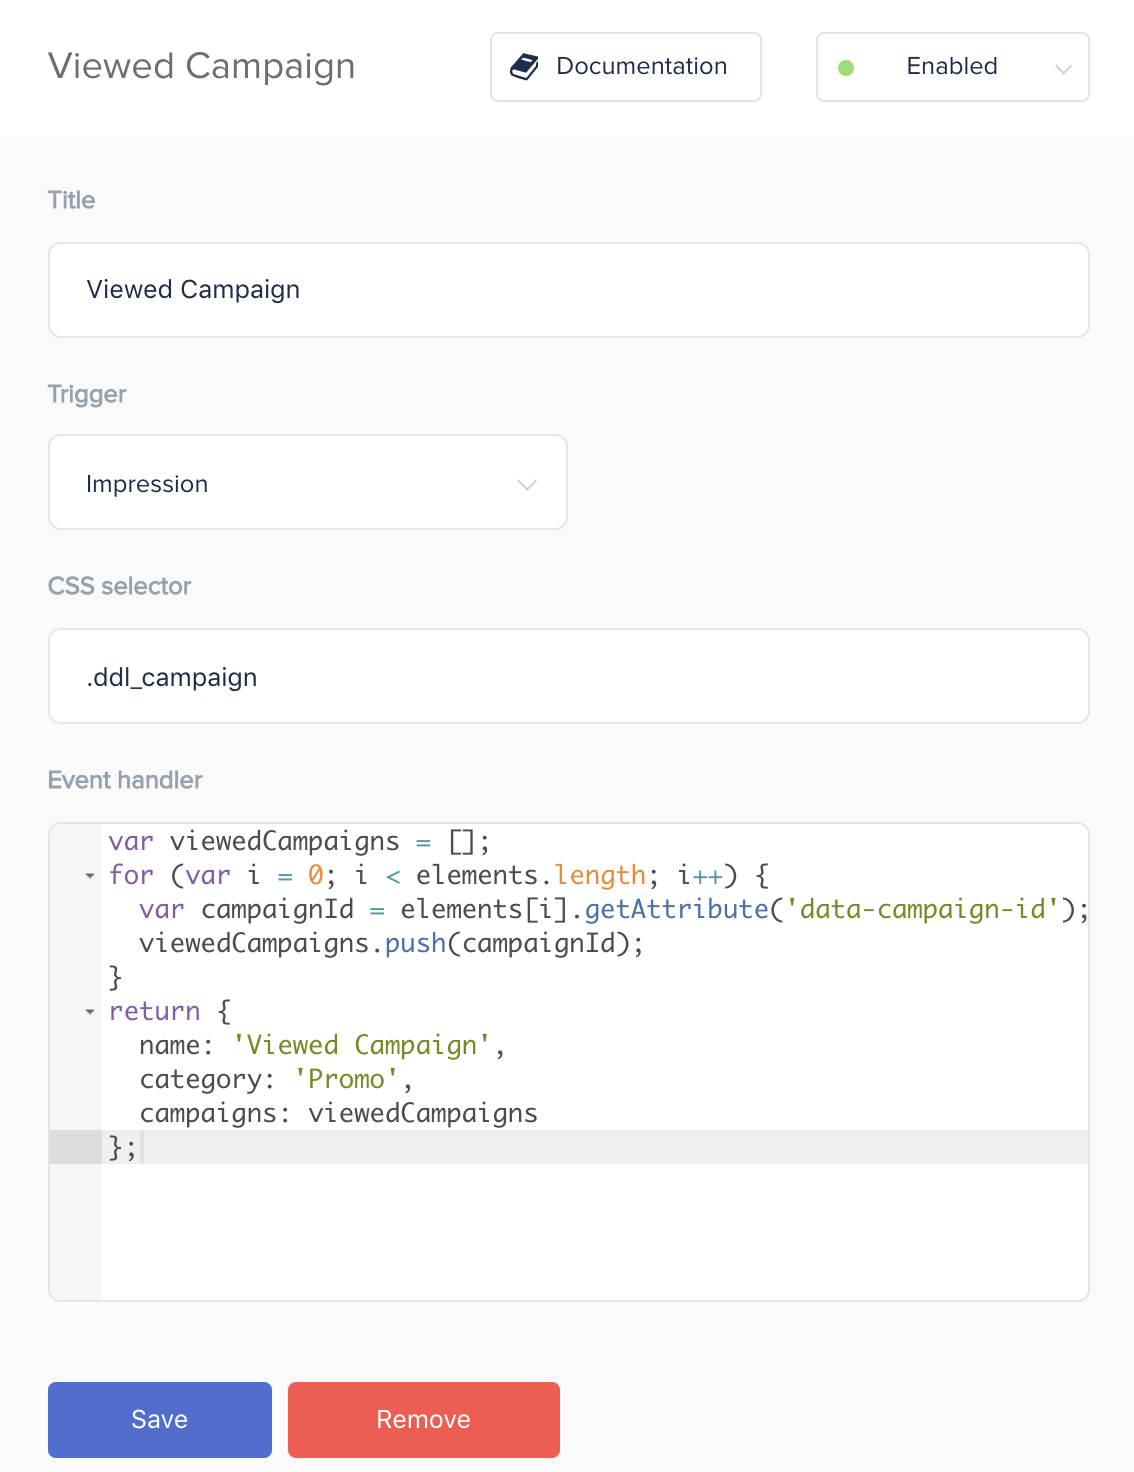 Viewed Campaign
Documentation
Enabled
Title
Viewed Campaign
Trigger
Impression
CSS selector
.ddl_campaign
Event handler
var viewedCampaigns = [];
for (var i = 0; i < elements.length; i++) {
  var campaignId = elements[i].getAttribute('data-campaign-id');
  viewedCampaigns.push(campaignId);
}
return {
  name: 'Viewed Campaign',
  category: 'Promo',
  campaigns: viewedCampaigns
};
Save
Remove